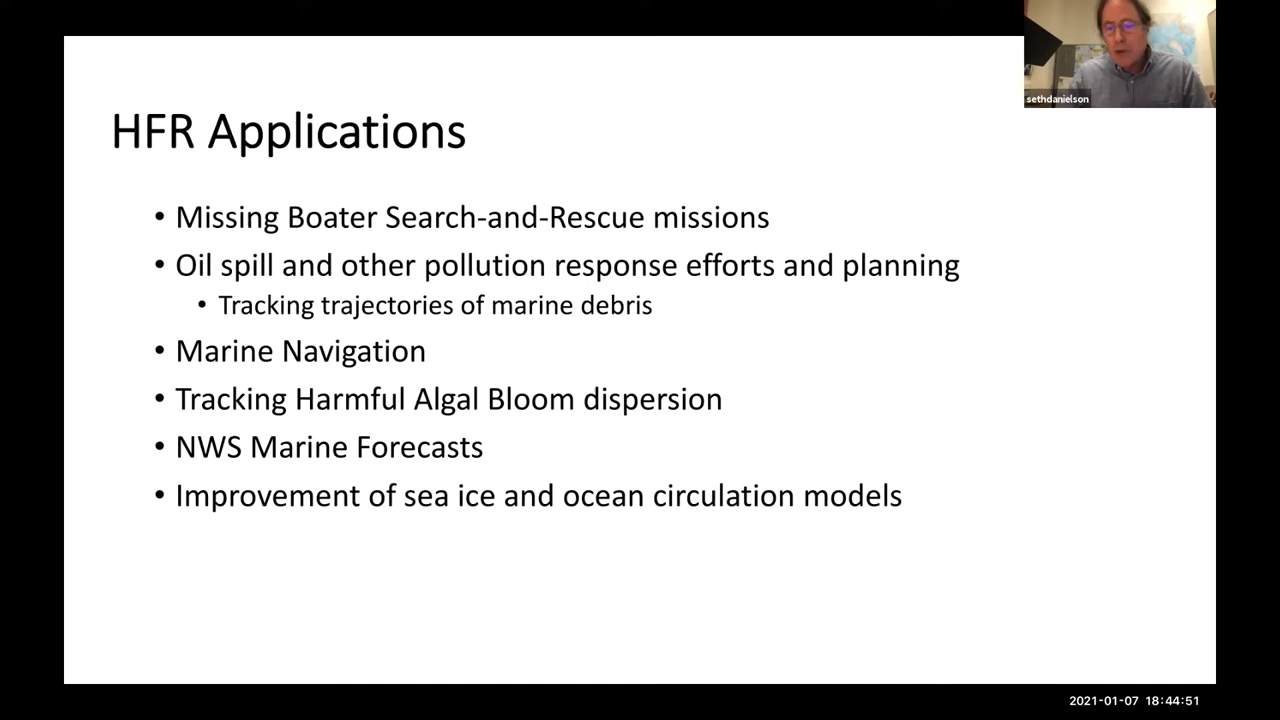 sethdanielson
HFR Applications
• Missing Boater Search-and-Rescue missions
• Oil spill and other pollution response efforts and planning
• Tracking trajectories of marine debris
• Marine Navigation
• Tracking Harmful Algal Bloom dispersion
• NWS Marine Forecasts
• Improvement of sea ice and ocean circulation models
2021-01-07 18:44:51